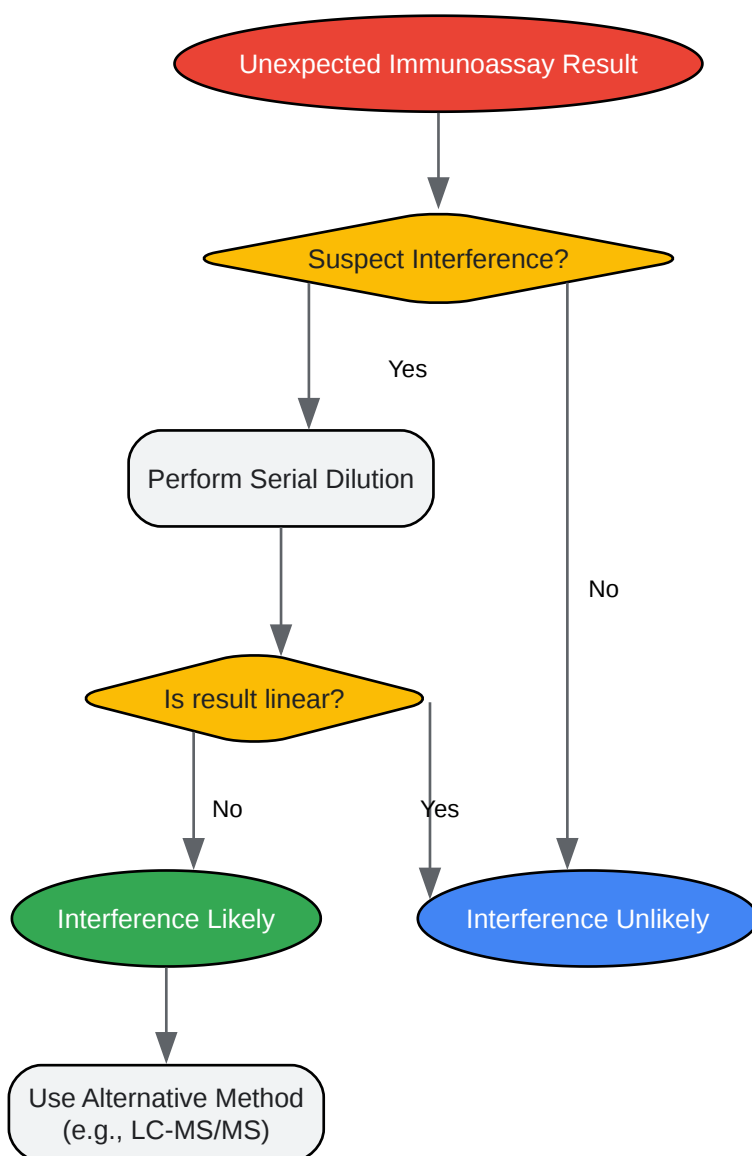 Unexpected Immunoassay Result
Suspect Interference?
Yes
Perform Serial Dilution
No
Is result linear?
No
Yes
Interference Likely
Interference Unlikely
Use Alternative Method
(e.g., LC-MS/MS)